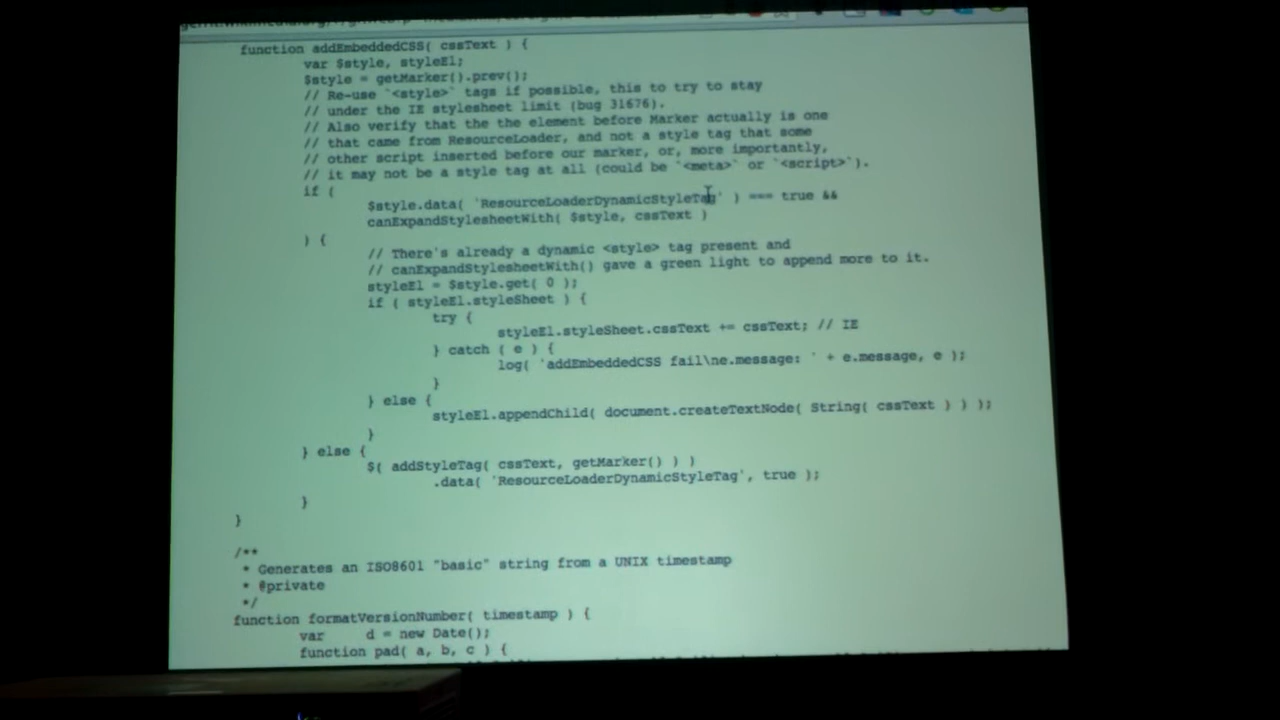 function addEmbeddedCSS( cssText ) {
var $style, styleEl;
$style = getMarker().prev();
// Re-use `<style>` tags if possible, this to try to stay
// under the IE stylesheet limit (bug 31676).
// Also verify that the the element before Marker actually is one
// that came from ResourceLoader, and not a style tag that some
// other script inserted before our marker, or, more importantly,
// it may not be a style tag at all (could be `<meta>` or `<script>`).
if (
$style.data( 'ResourceLoaderDynamicStyleTag' ) === true &&
canExpandStylesheetWith( $style, cssText )
) {
// There's already a dynamic <style> tag present and
// canExpandStylesheetWith() gave a green light to append more to it.
styleEl = $style.get( 0 );
if ( styleEl.styleSheet ) {
try {
styleEl.styleSheet.cssText += cssText; // IE
} catch ( e ) {
log( 'addEmbeddedCSS fail\ne.message: ' + e.message, e );
}
} else {
styleEl.appendChild( document.createTextNode( String( cssText ) ) );
}
} else {
$( addStyleTag( cssText, getMarker() ) )
.data( 'ResourceLoaderDynamicStyleTag', true );
}
}
/**
* Generates an ISO8601 "basic" string from a UNIX timestamp
* @private
*/
function formatVersionNumber( timestamp ) {
var d = new Date();
function pad( a, b, c ) {